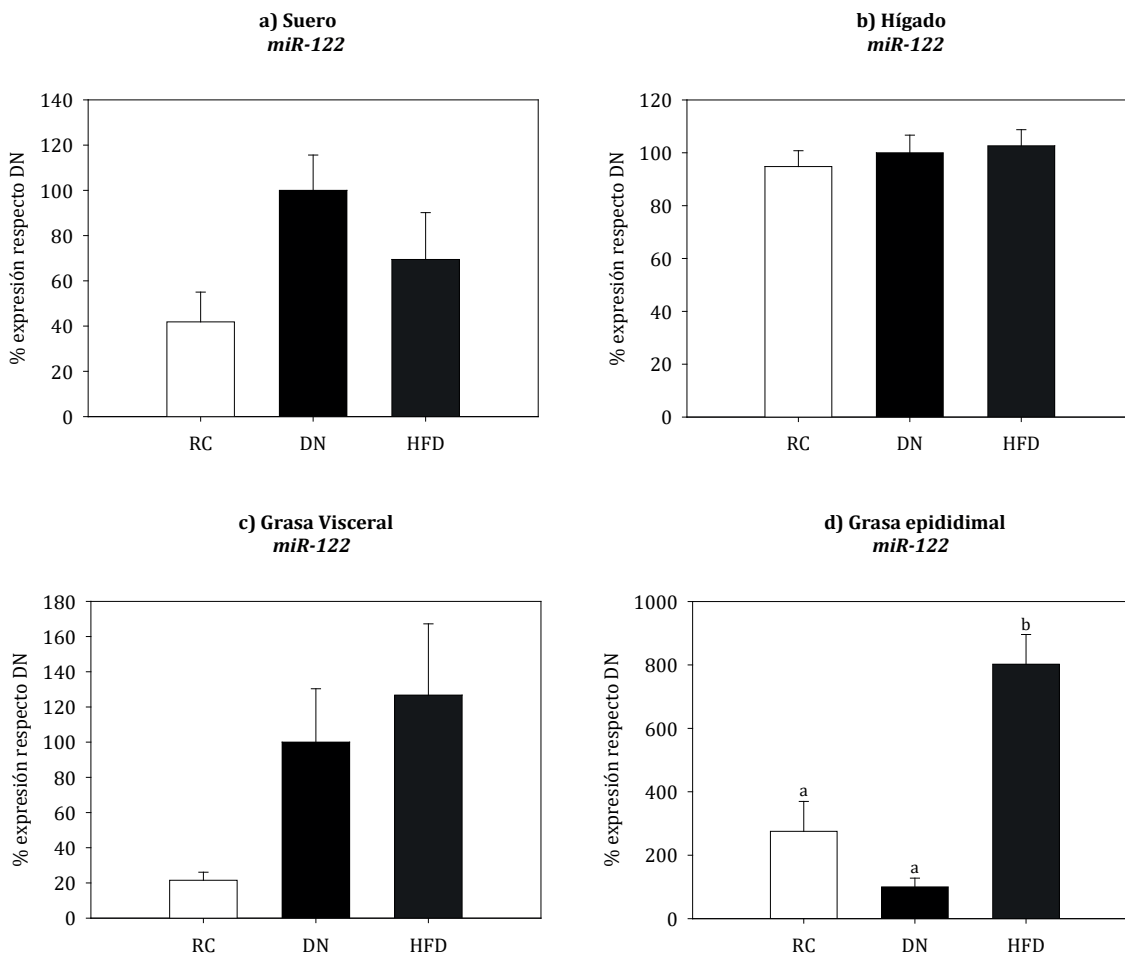 a) Suero
miR-122
% expresión respecto DN
140
120
100
80
60
40
20
0
RC DN HFD
b) Hígado
miR-122
% expresión respecto DN
120
100
80
60
40
20
0
RC DN HFD
c) Grasa Visceral
miR-122
% expresión respecto DN
180
160
140
120
100
80
60
40
20
0
RC DN HFD
d) Grasa epididimal
miR-122
% expresión respecto DN
1000
800
600
400
200
0
a
a
b
RC DN HFD